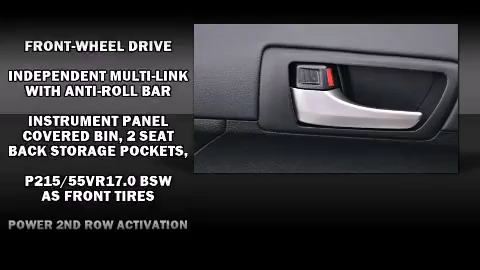 FRONT-WHEEL DRIVE
INDEPENDENT MULTI-LINK
WITH ANTI-ROLL BAR
INSTRUMENT PANEL
COVERED BIN, 2 SEAT
BACK STORAGE POCKETS,
P215/55VR17.0 BSW
AS FRONT TIRES
POWER 2ND ROW ACTIVATION